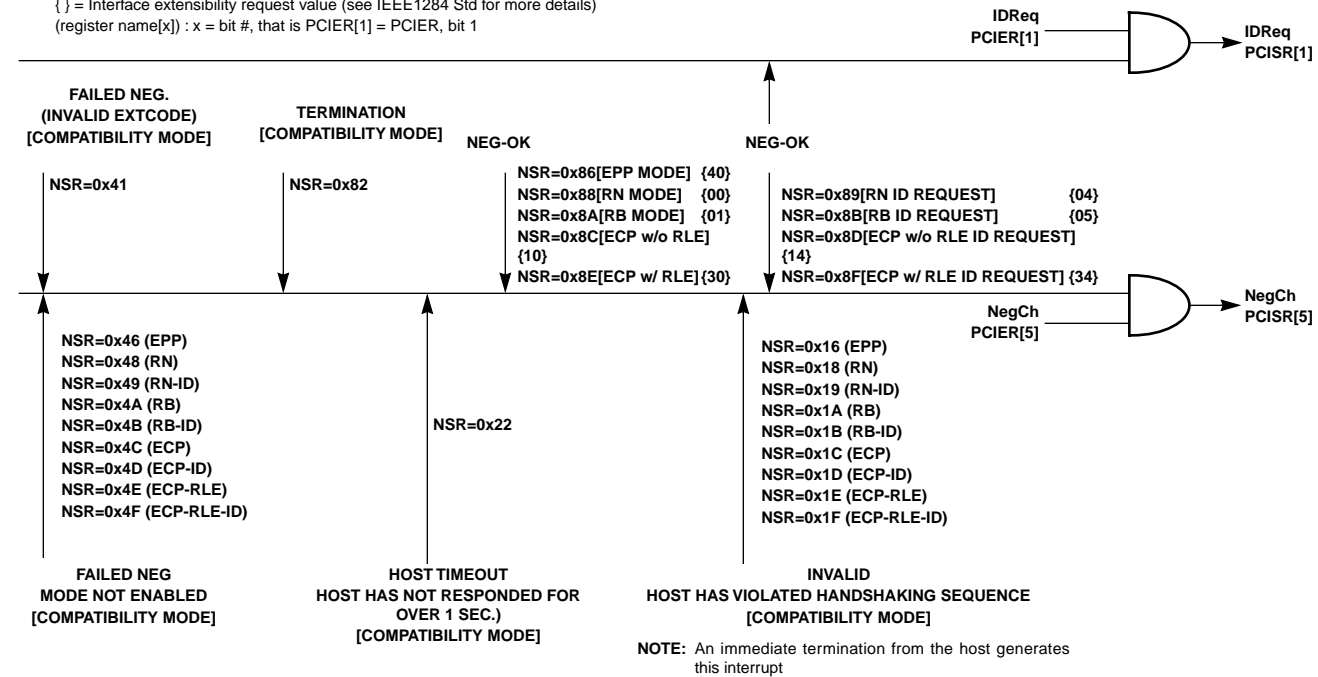 { } = Interface extensibility request value (see IEEE1284 Std for more details)
(register name[x]) : x = bit #, that is PCIER[1] = PCIER, bit 1
IDReq
PCIER[1]
IDReq
PCISR[1]
FAILED NEG.
(INVALID EXTCODE)
[COMPATIBILITY MODE]
TERMINATION
[COMPATIBILITY MODE]
NEG-OK
NEG-OK
NSR=0x41
NSR=0x82
NSR=0x86[EPP MODE] {40}
NSR=0x88[RN MODE] {00}
NSR=0x8A[RB MODE] {01}
NSR=0x8C[ECP w/o RLE]
{10}
NSR=0x8E[ECP w/ RLE] {30}
NSR=0x89[RN ID REQUEST] {04}
NSR=0x8B[RB ID REQUEST] {05}
NSR=0x8D[ECP w/o RLE ID REQUEST]
{14}
NSR=0x8F[ECP w/ RLE ID REQUEST] {34}
NegCh
PCIER[5]
NegCh
PCISR[5]
NSR=0x46 (EPP)
NSR=0x48 (RN)
NSR=0x49 (RN-ID)
NSR=0x4A (RB)
NSR=0x4B (RB-ID)
NSR=0x4C (ECP)
NSR=0x4D (ECP-ID)
NSR=0x4E (ECP-RLE)
NSR=0x4F (ECP-RLE-ID)
NSR=0x22
NSR=0x16 (EPP)
NSR=0x18 (RN)
NSR=0x19 (RN-ID)
NSR=0x1A (RB)
NSR=0x1B (RB-ID)
NSR=0x1C (ECP)
NSR=0x1D (ECP-ID)
NSR=0x1E (ECP-RLE)
NSR=0x1F (ECP-RLE-ID)
FAILED NEG
MODE NOT ENABLED
[COMPATIBILITY MODE]
HOST TIMEOUT
HOST HAS NOT RESPONDED FOR
OVER 1 SEC.)
[COMPATIBILITY MODE]
INVALID
HOST HAS VIOLATED HANDSHAKING SEQUENCE
[COMPATIBILITY MODE]
NOTE: An immediate termination from the host generates
this interrupt